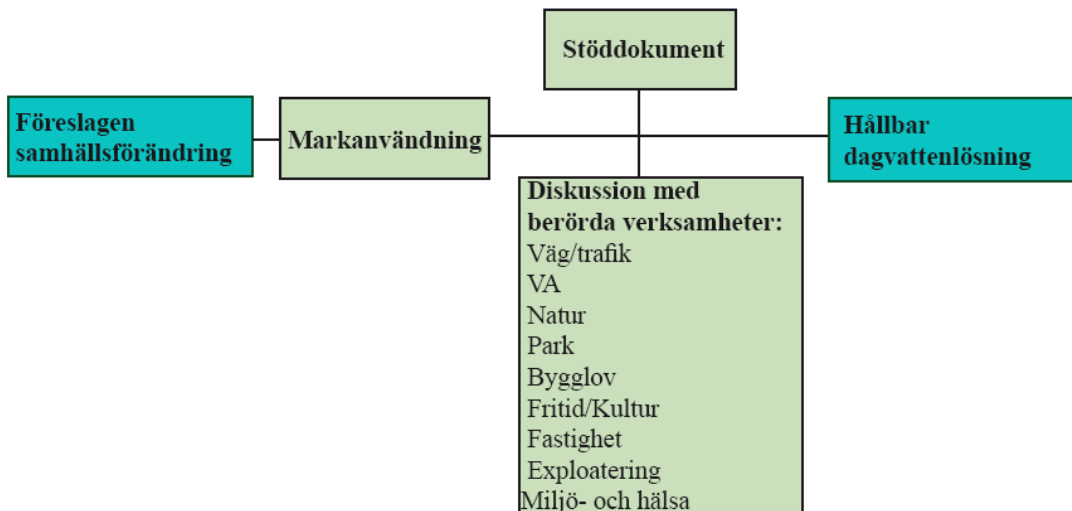 Stöddokument
Föreslagen
samhällsförändring
Markanvändning
Hållbar
dagvattenlösning
Diskussion med
berörda verksamheter:
Väg/trafik
VA
Natur
Park
Bygglov
Fritid/Kultur
Fastighet
Exploatering
Miljö- och hälsa